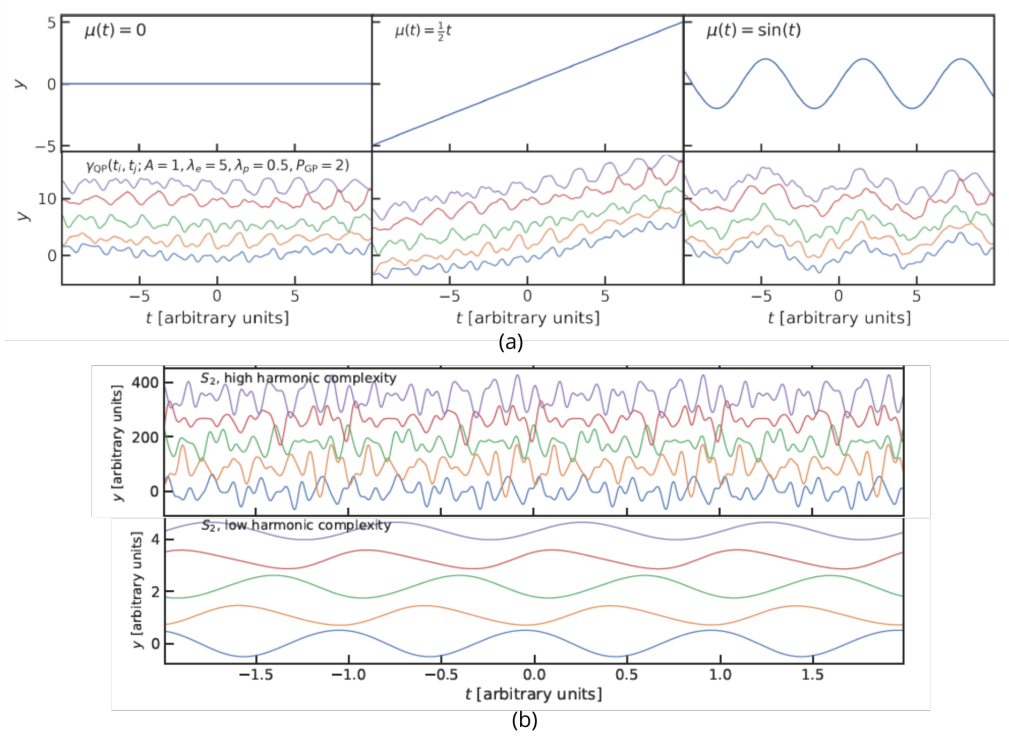 μ(t) = 0
μ(t) = ½t
μ(t) = sin(t)
5
0
−5
y
γQP(ti, tj; A = 1, λe = 5, λp = 0.5, PGP = 2)
10
0
y
−5 0 5
−5 0 5
−5 0 5
t [arbitrary units]
t [arbitrary units]
t [arbitrary units]
(a)
S2, high harmonic complexity
400
200
0
y [arbitrary units]
S2, low harmonic complexity
4
2
0
y [arbitrary units]
−1.5 −1.0 −0.5 0.0 0.5 1.0 1.5
t [arbitrary units]
(b)